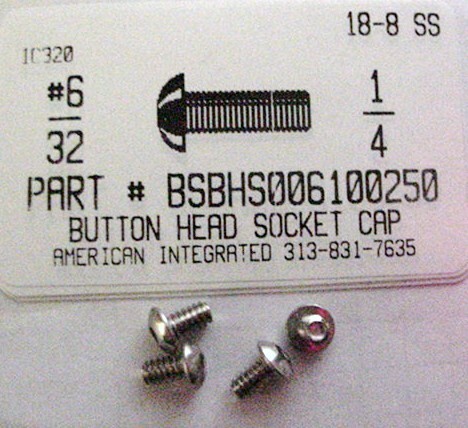 18-8 SS
1C320
#6
32
1
4
PART # BSBHS006100250
BUTTON HEAD SOCKET CAP
AMERICAN INTEGRATED 313-831-7635